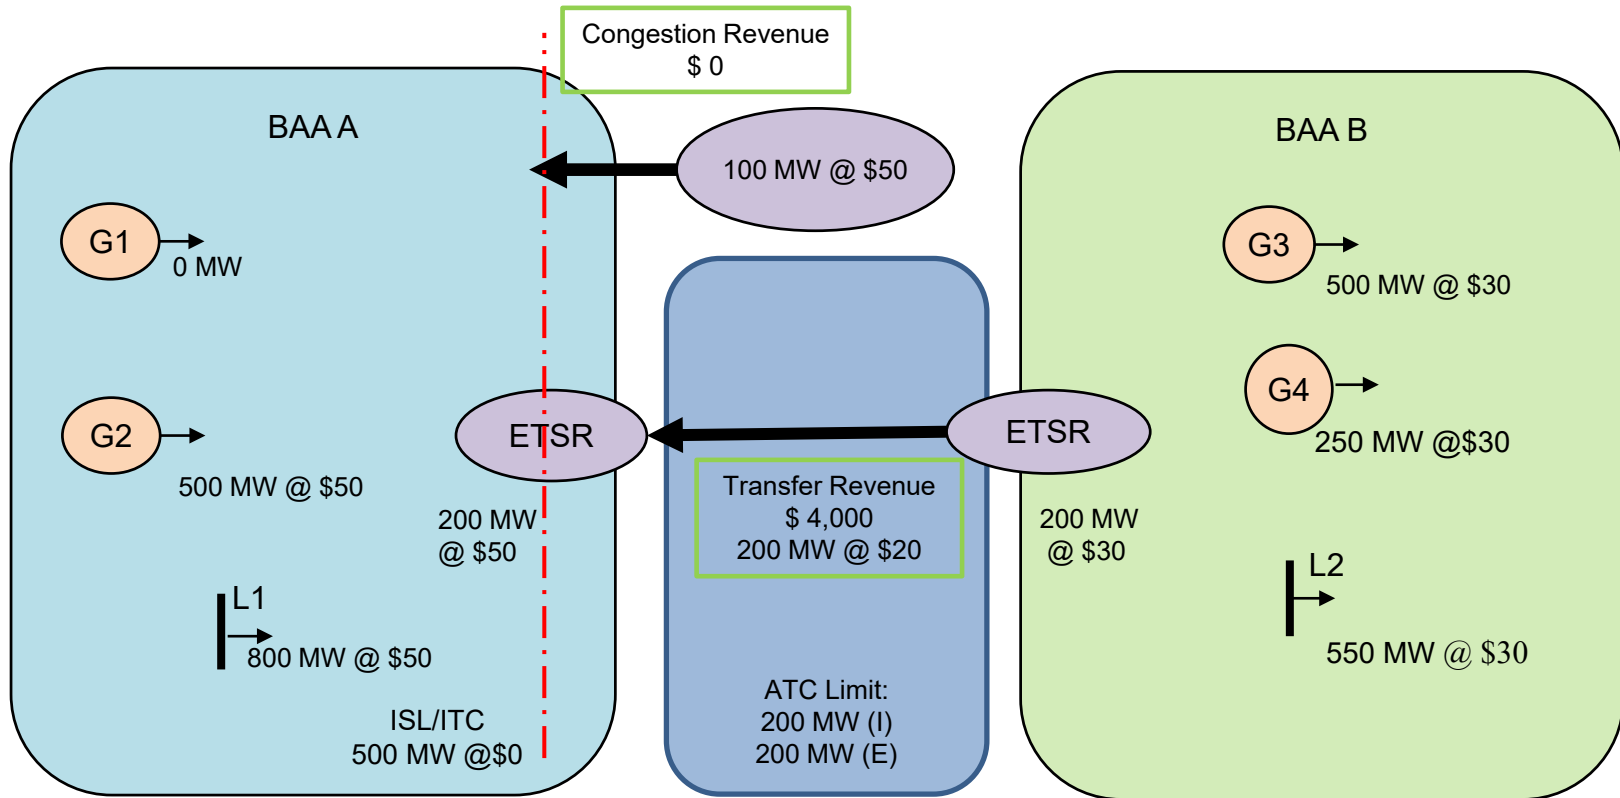 Congestion Revenue
$ 0
BAA A
100 MW @ $50
BAA B
G1
0 MW
G3
500 MW @ $30
G2
500 MW @ $50
ETSR
200 MW
@ $50
Transfer Revenue
$ 4,000
200 MW @ $20
ETSR
200 MW
@ $30
G4
250 MW @$30
L1
800 MW @ $50
L2
550 MW @ $30
ISL/ITC
500 MW @$0
ATC Limit:
200 MW (I)
200 MW (E)